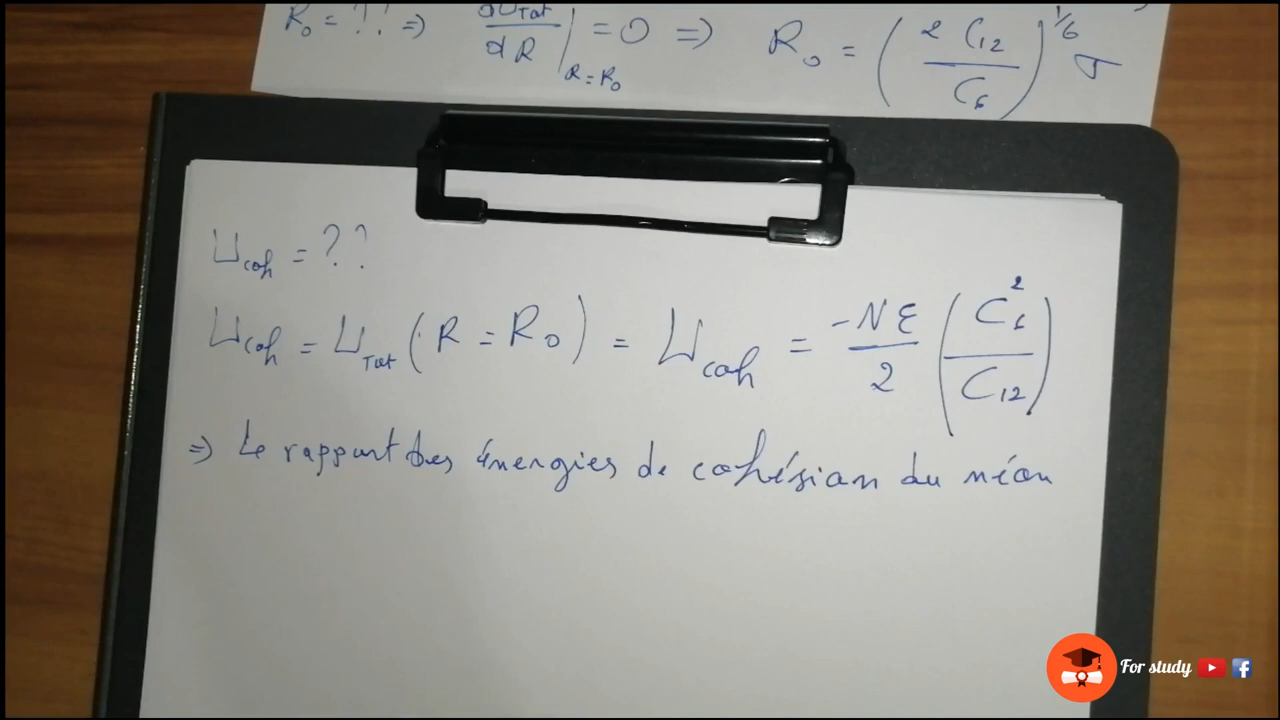 R₀ = ?? => dU_Tot / dR |_{R=R₀} = 0 => R₀ = ( 2 C₁₂ / C₆ )^{1/6} σ
U_coh = ??
U_coh = U_Tot ( R = R₀ ) = U_coh = -Nε / 2 ( C₆² / C₁₂ )
=> Le rapport des énergies de cohésion du néon
For study